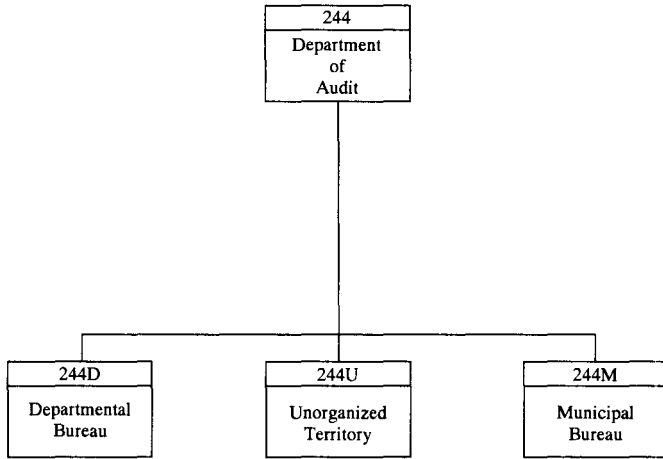 244
Department
of
Audit
244D
Departmental
Bureau
244U
Unorganized
Territory
244M
Municipal
Bureau